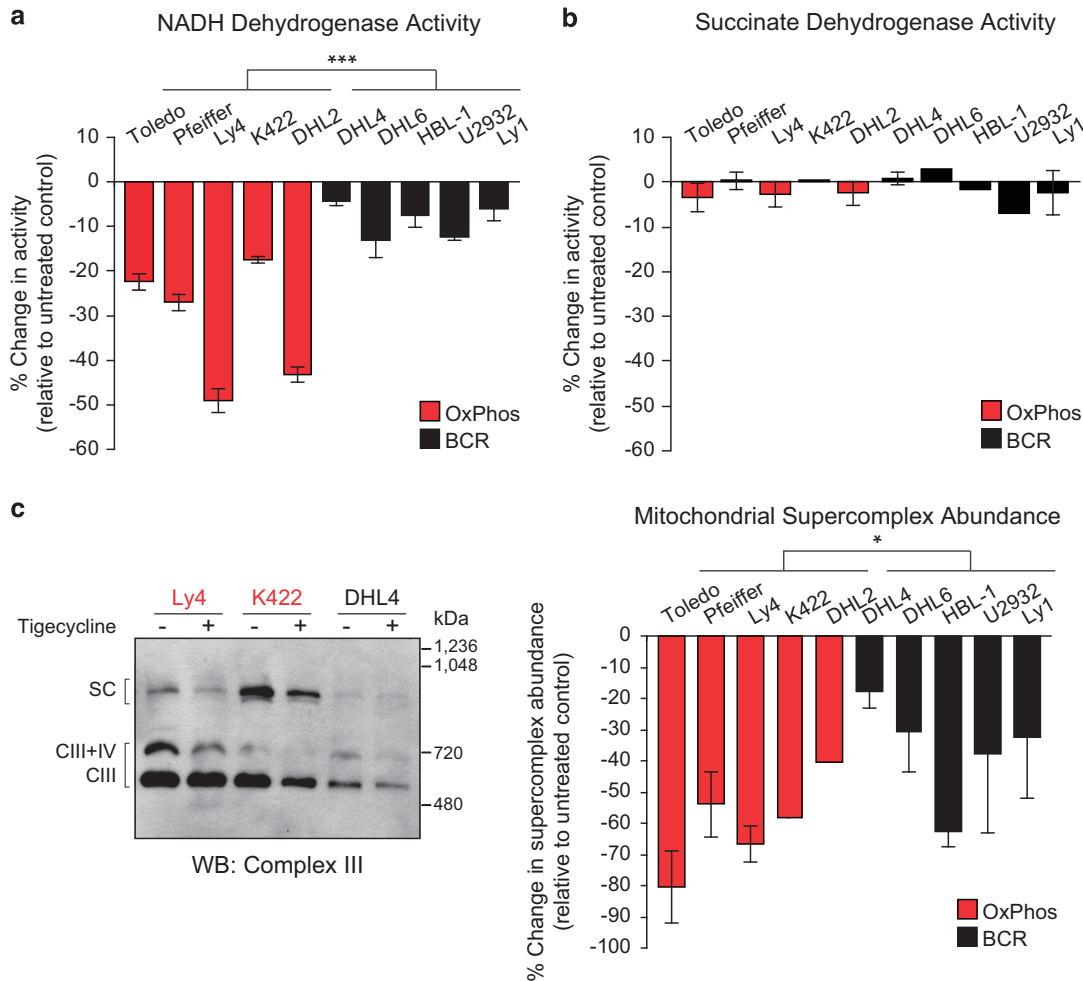 a
NADH Dehydrogenase Activity
***
Toledo
Pfeiffer
Ly4
K422
DHL2
DHL4
DHL6
HBL-1
U2932
Ly1
% Change in activity
(relative to untreated control)
10
0
-10
-20
-30
-40
-50
-60
OxPhos
BCR
b
Succinate Dehydrogenase Activity
Toledo
Pfeiffer
Ly4
K422
DHL2
DHL4
DHL6
HBL-1
U2932
Ly1
% Change in activity
(relative to untreated control)
10
0
-10
-20
-30
-40
-50
-60
OxPhos
BCR
c
Ly4 K422 DHL4
Tigecycline - + - + - + kDa
1,236
1,048
SC
CIII+IV
720
CIII
480
WB: Complex III
Mitochondrial Supercomplex Abundance
*
Toledo
Pfeiffer
Ly4
K422
DHL2
DHL4
DHL6
HBL-1
U2932
Ly1
% Change in supercomplex abundance
(relative to untreated control)
0
-10
-20
-30
-40
-50
-60
-70
-80
-90
-100
OxPhos
BCR